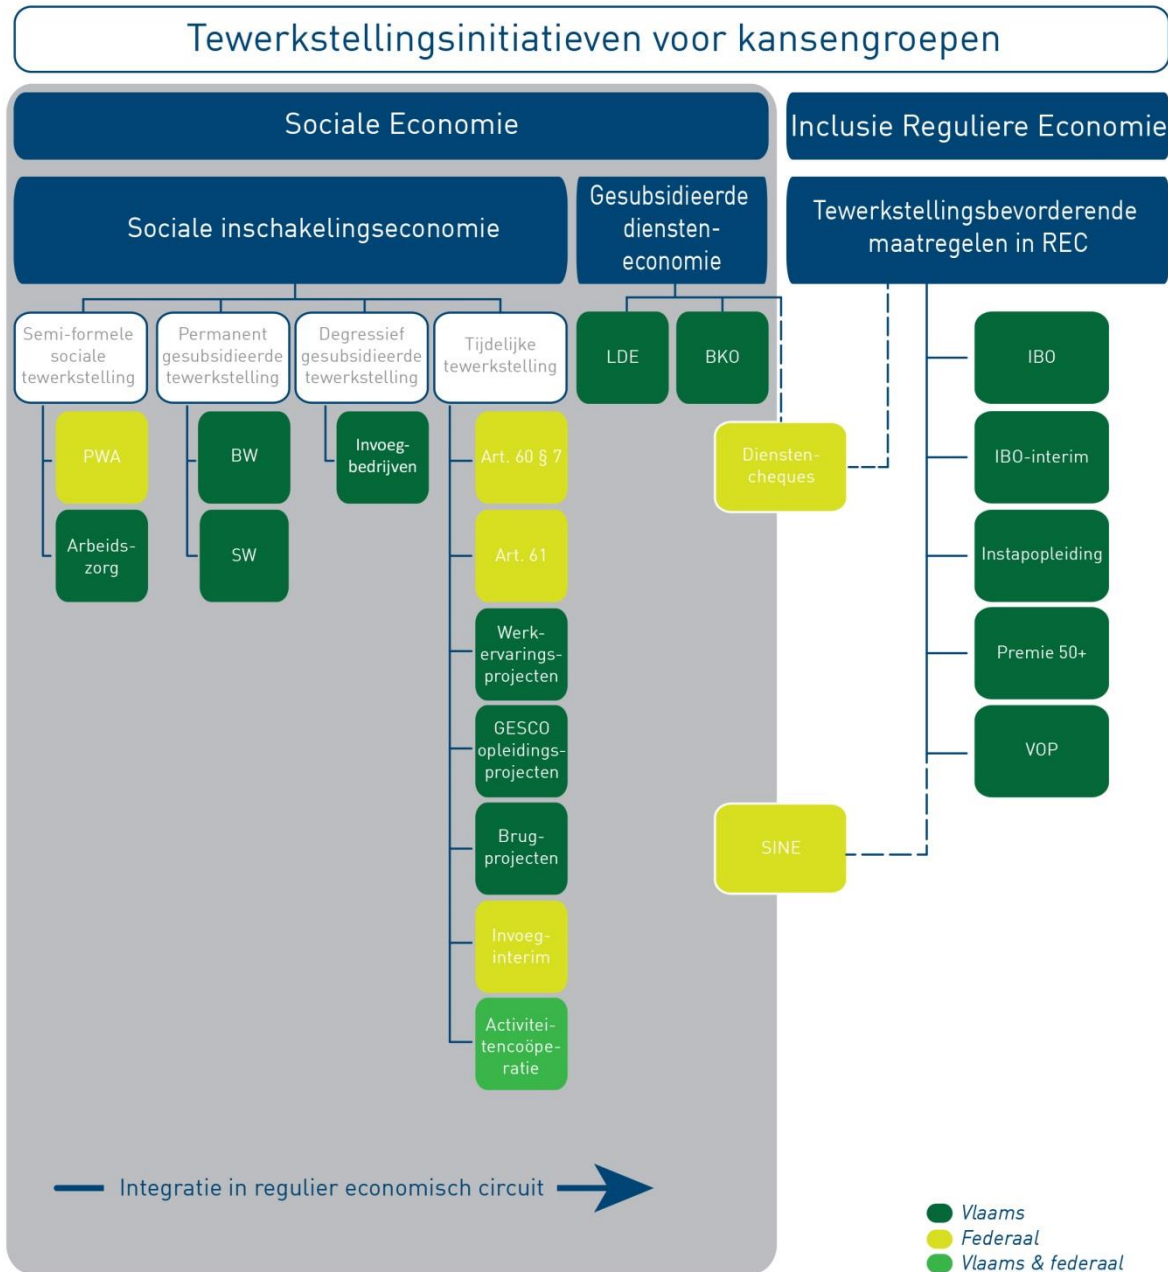 Tewerkstellingsinitiatieven voor kansengroepen
Sociale Economie
Inclusie Reguliere Economie
Sociale inschakelingseconomie
Gesubsidieerde
diensten-
economie
Tewerkstellingsbevorderende
maatregelen in REC
Semi-formele
sociale
tewerkstelling
Permanent
gesubsidieerde
tewerkstelling
Degressief
gesubsidieerde
tewerkstelling
Tijdelijke
tewerkstelling
LDE
BKO
IBO
PWA
BW
Invoeg-
bedrijven
Art. 60 § 7
Diensten-
cheques
IBO-interim
Arbeids-
zorg
SW
Art. 61
Instapopleiding
Werk-
ervarings-
projecten
Premie 50+
GESCO
opleidings-
projecten
VOP
Brug-
projecten
SINE
Invoeg-
interim
Activitei-
tencoöpe-
ratie
Integratie in regulier economisch circuit
Vlaams
Federaal
Vlaams & federaal